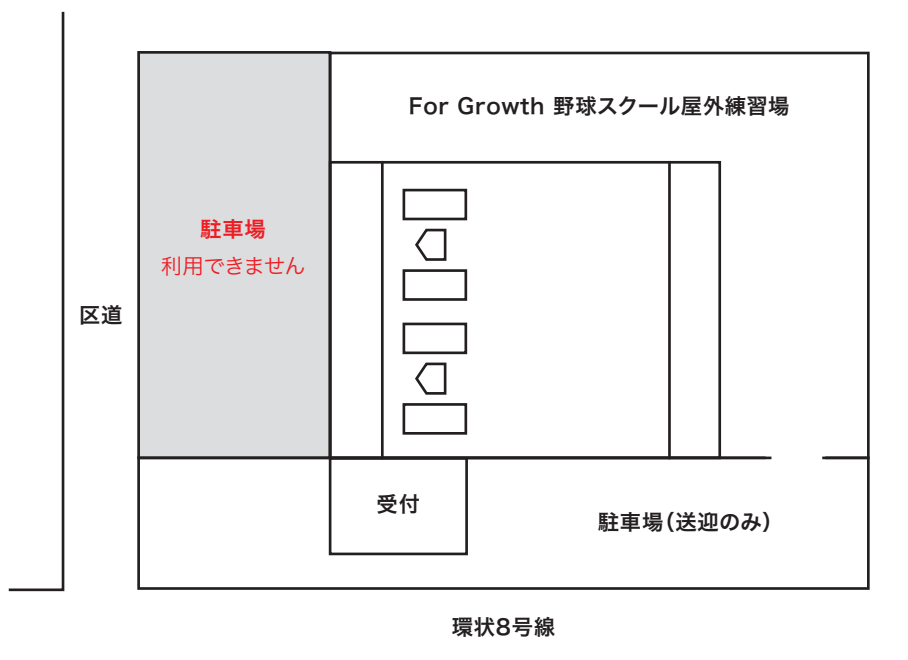 For Growth 野球スクール屋外練習場
駐車場
利用できません
区道
受付
駐車場(送迎のみ)
環状8号線